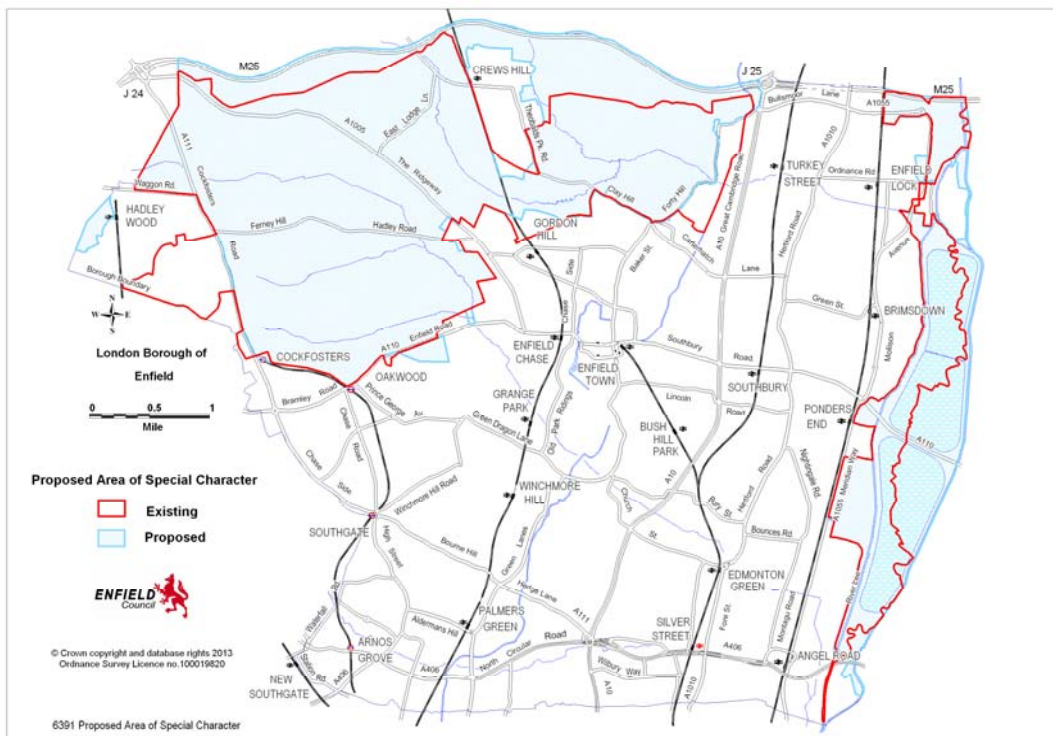 M25
J 24
CREWS HILL
J 25
Bullsmoor Lane
M25
A1055
East Lodge Ln
A1005
Theobalds Pk. Rd.
A111
Cockfosters
Road
The Ridgeway
A1010
TURKEY
STREET
Ordnance Rd.
ENFIELD
LOCK
Waggon Rd.
HADLEY
WOOD
Clay Hill
Forty Hill
Great Cambridge Road
A10
Hertford Road
Ferney Hill
Hadley Road
GORDON
HILL
Baker St.
Carterhatch
Lane
Avenue
Borough Boundary
N
W E
S
Chase
Side
Green St.
BRIMSDOWN
Mollison
London Borough of
Enfield
COCKFOSTERS
A110
Enfield Road
OAKWOOD
ENFIELD
CHASE
ENFIELD
TOWN
Southbury
Road
SOUTHBURY
0 0.5 1
Mile
Bramley Road
Prince George Av.
GRANGE
PARK
Old Park Ridings
Lincoln
Road
PONDERS
END
Chase
Road
Green Dragon Lane
BUSH
HILL
PARK
A110
Proposed Area of Special Character
Existing
Proposed
Chase
Side
Winchmore Hill Road
WINCHMORE
HILL
A10
Church
St.
Bury St.
Hertford Road
Nightingale Rd.
Bounces Rd.
A1055 Meridian Way
SOUTHGATE
High
Street
Bourne Hill
Green Lanes
Hedge Lane
A111
EDMONTON
GREEN
River Lee
ENFIELD
Council
Waterfall Rd
Aldermans Hill
PALMERS
GREEN
SILVER
STREET
Fore St.
Montagu Road
ARNOS
GROVE
© Crown copyright and database rights 2013
Ordnance Survey Licence no.100019820
Station Rd.
A406
NEW
SOUTHGATE
A406
North Circular Road
Wilbury Way
A10
A1010
A406
ANGEL ROAD
6391 Proposed Area of Special Character